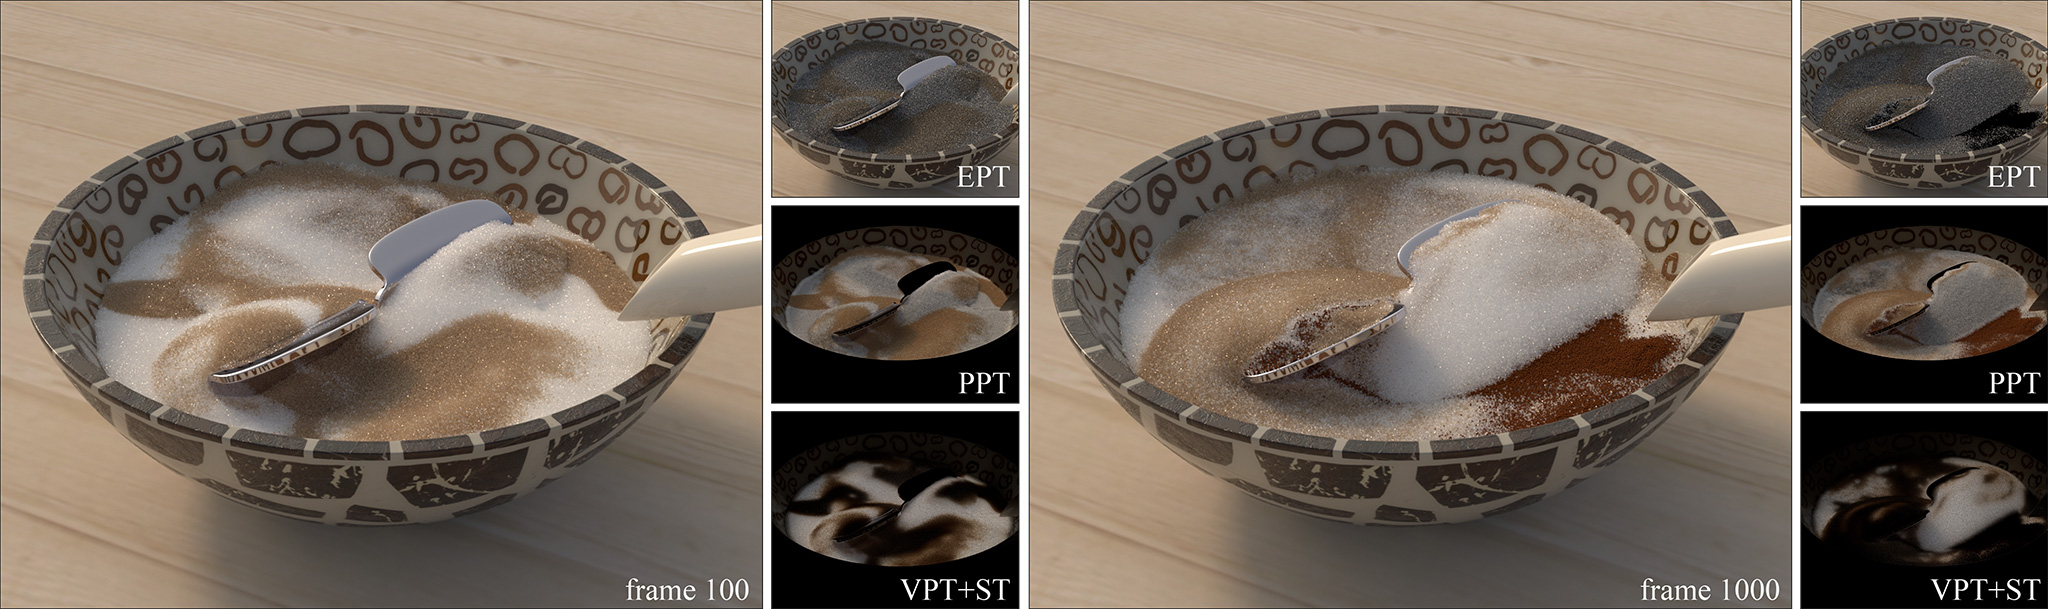 frame 100
EPT
PPT
VPT+ST
frame 1000
EPT
PPT
VPT+ST